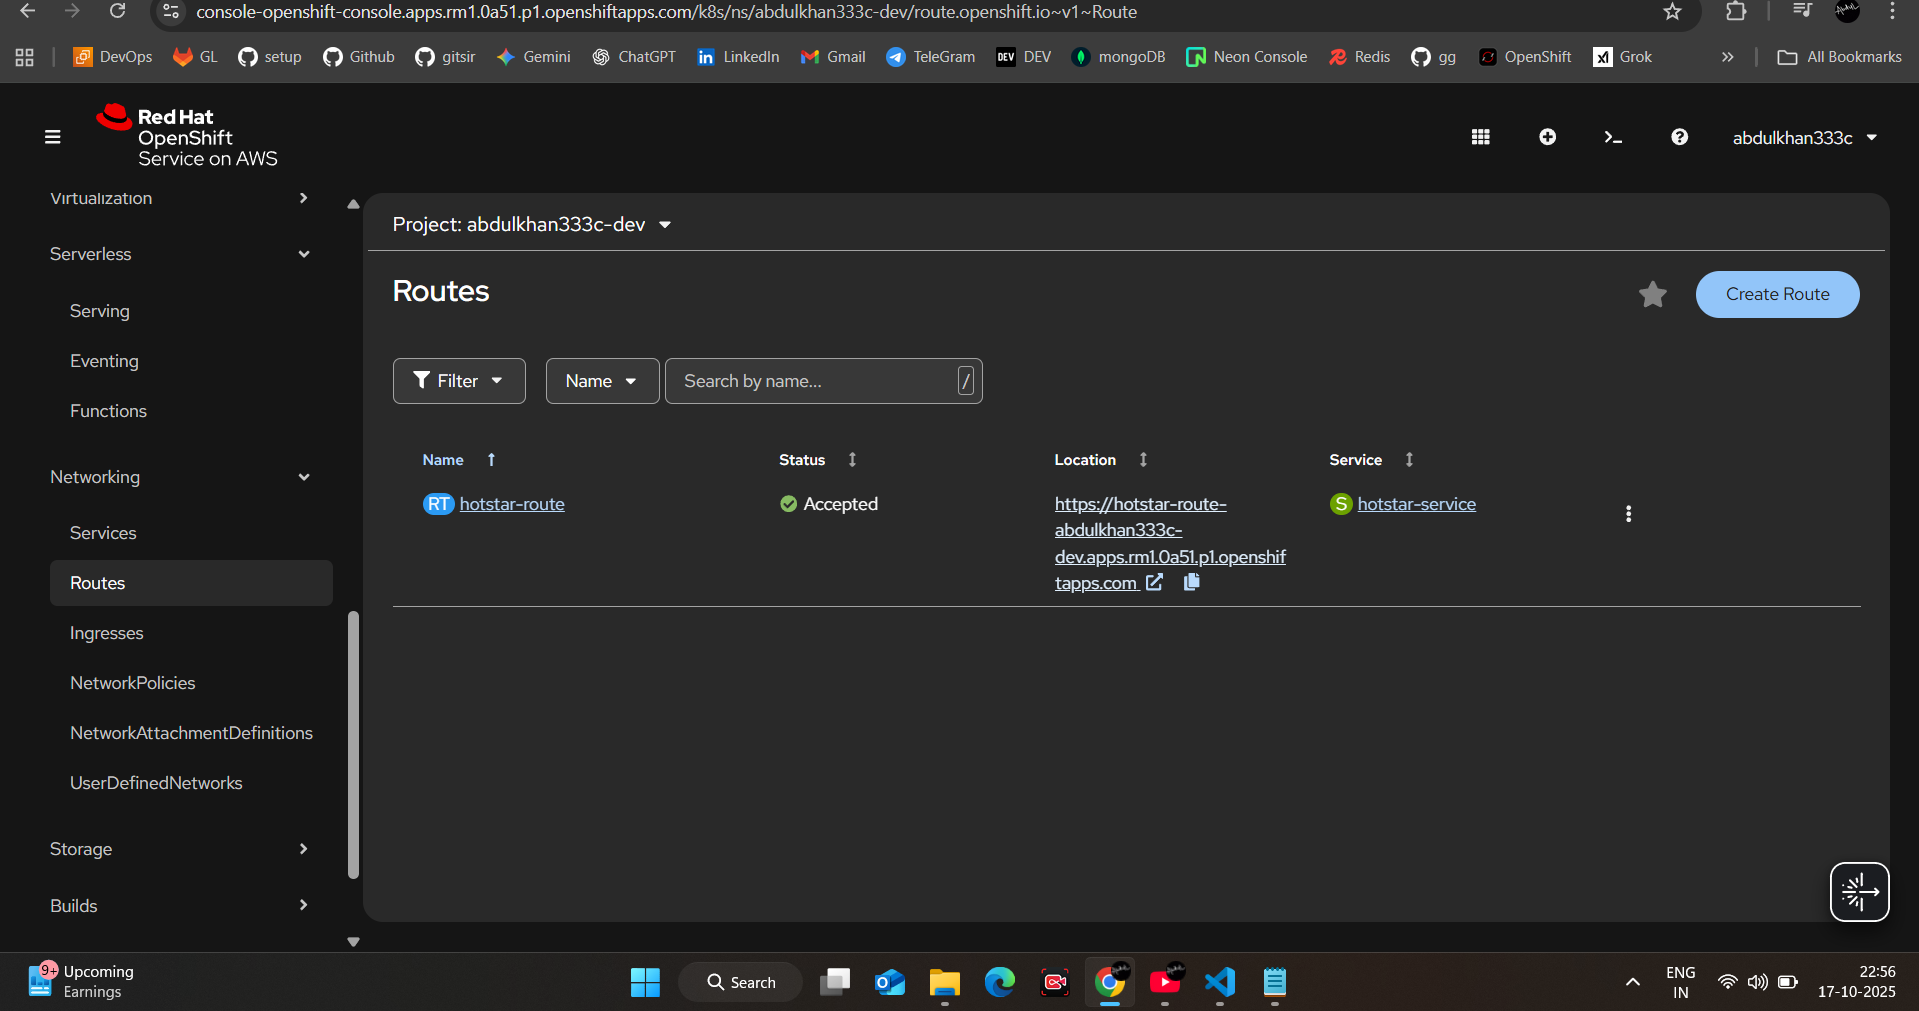 console-openshift-console.apps.rm1.0a51.p1.openshiftapps.com/k8s/ns/abdulkhan333c-dev/route.openshift.io~v1~Route
DevOps GL setup Github gitsir Gemini ChatGPT LinkedIn Gmail TeleGram DEV mongoDB Neon Console Redis gg OpenShift Grok » All Bookmarks
Red Hat
OpenShift
Service on AWS
abdulkhan333c
Virtualization
Serverless
Serving
Eventing
Functions
Networking
Services
Routes
Ingresses
NetworkPolicies
NetworkAttachmentDefinitions
UserDefinedNetworks
Storage
Builds
Project: abdulkhan333c-dev
Routes
Create Route
Filter Name Search by name... /
Name Status Location Service
RT hotstar-route Accepted https://hotstar-route-
abdulkhan333c-
dev.apps.rm1.0a51.p1.openshif
tapps.com
S hotstar-service
9+ Upcoming
Earnings
Search
ENG
IN
22:56
17-10-2025